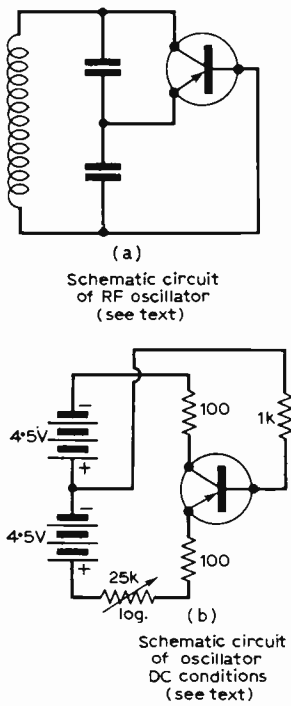 (a)
Schematic circuit
of RF oscillator
(see text)
−
4·5V
+
100
1k
−
4·5V
+
100
25k
log.
(b)
Schematic circuit
of oscillator
DC conditions
(see text)